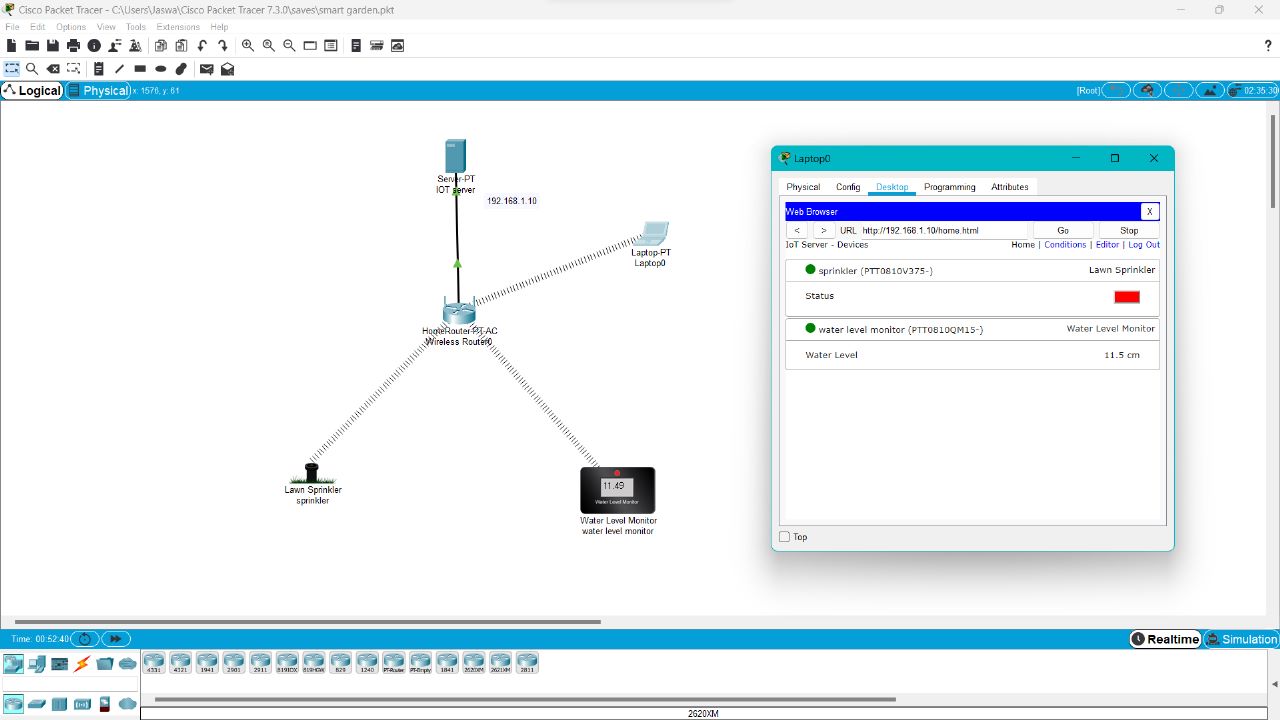 Cisco Packet Tracer - C:\Users\Jaswa\Cisco Packet Tracer 7.3.0\saves\smart garden.pkt
File Edit Options View Tools Extensions Help
?
Logical Physical x: 1576, y: 61 [Root] 02:35:30
Server-PT
IOT server
192.168.1.10
Laptop-PT
Laptop0
HomeRouter-PT-AC
Wireless Router0
Lawn Sprinkler
sprinkler
11.49
Water Level Monitor
Water Level Monitor
water level monitor
Laptop0
Physical Config Desktop Programming Attributes
Web Browser X
< > URL http://192.168.1.10/home.html Go Stop
IoT Server - Devices Home | Conditions | Editor | Log Out
sprinkler (PTT0810V375-) Lawn Sprinkler
Status
water level monitor (PTT0810QM15-) Water Level Monitor
Water Level 11.5 cm
Top
Time: 00:52:40 Realtime Simulation
4331 4321 1941 2901 2911 819IOX 819HGW 829 1240 PT-Router PT-Empty 1841 2620XM 2621XM 2811
2620XM